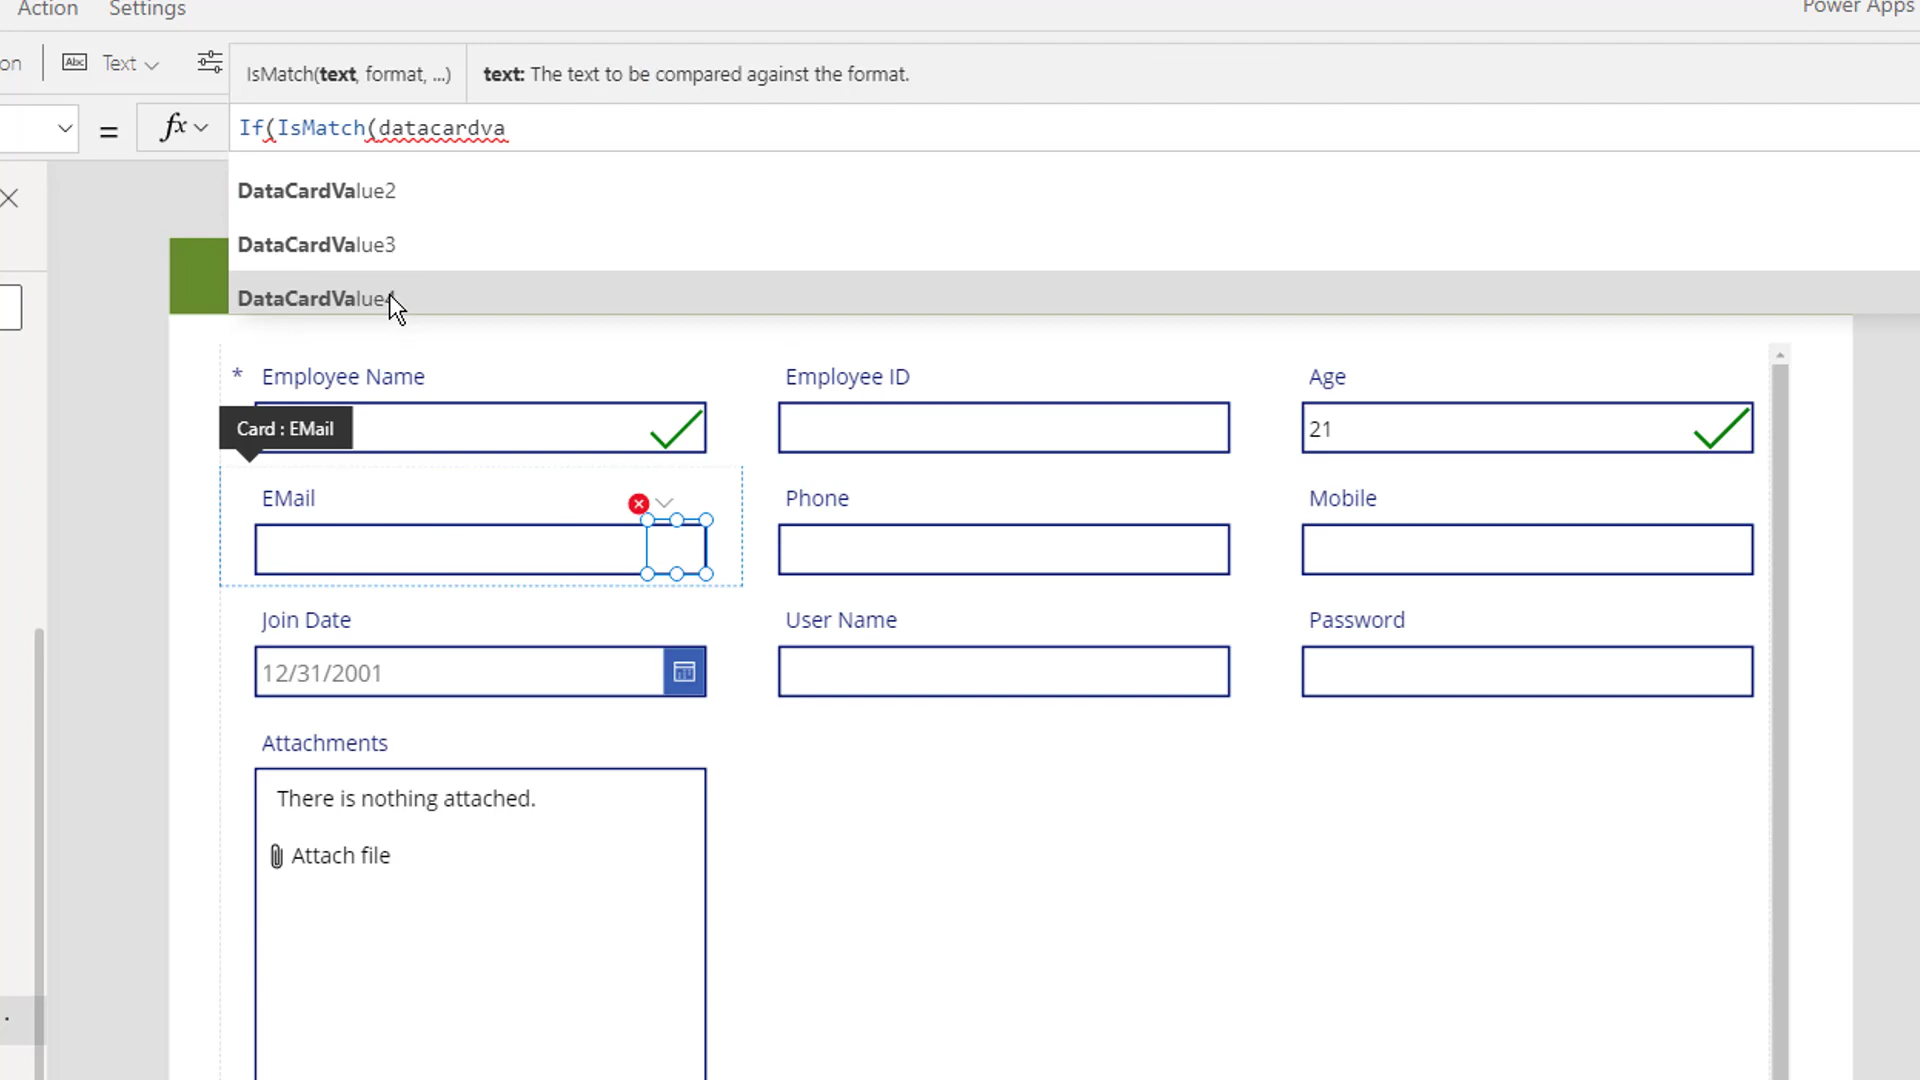 Action Settings
Power Apps
on Abc Text
IsMatch(text, format, ...) text: The text to be compared against the format.
= fx If(IsMatch(datacardva
DataCardValue2
DataCardValue3
DataCardValue4
* Employee Name Employee ID Age
Card : EMail
21
EMail Phone Mobile
Join Date User Name Password
12/31/2001
Attachments
There is nothing attached.
Attach file